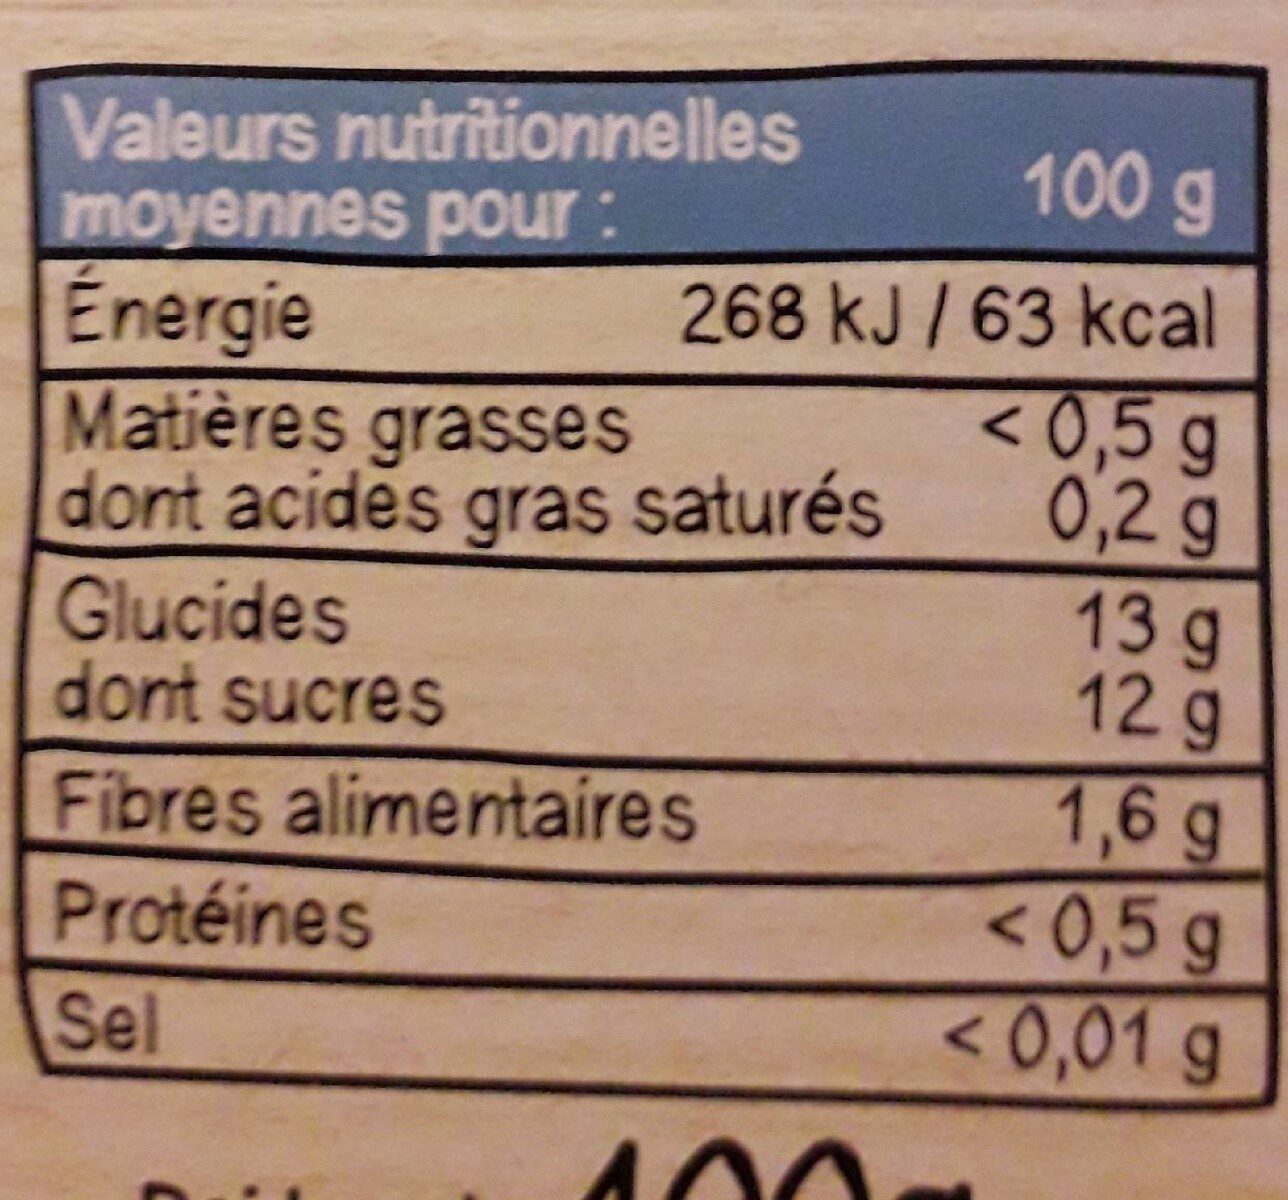 Valeurs nutritionnelles
moyennes pour : 100 g
Énergie 268 kJ / 63 kcal
Matières grasses < 0,5 g
dont acides gras saturés 0,2 g
Glucides 13 g
dont sucres 12 g
Fibres alimentaires 1,6 g
Protéines < 0,5 g
Sel < 0,01 g